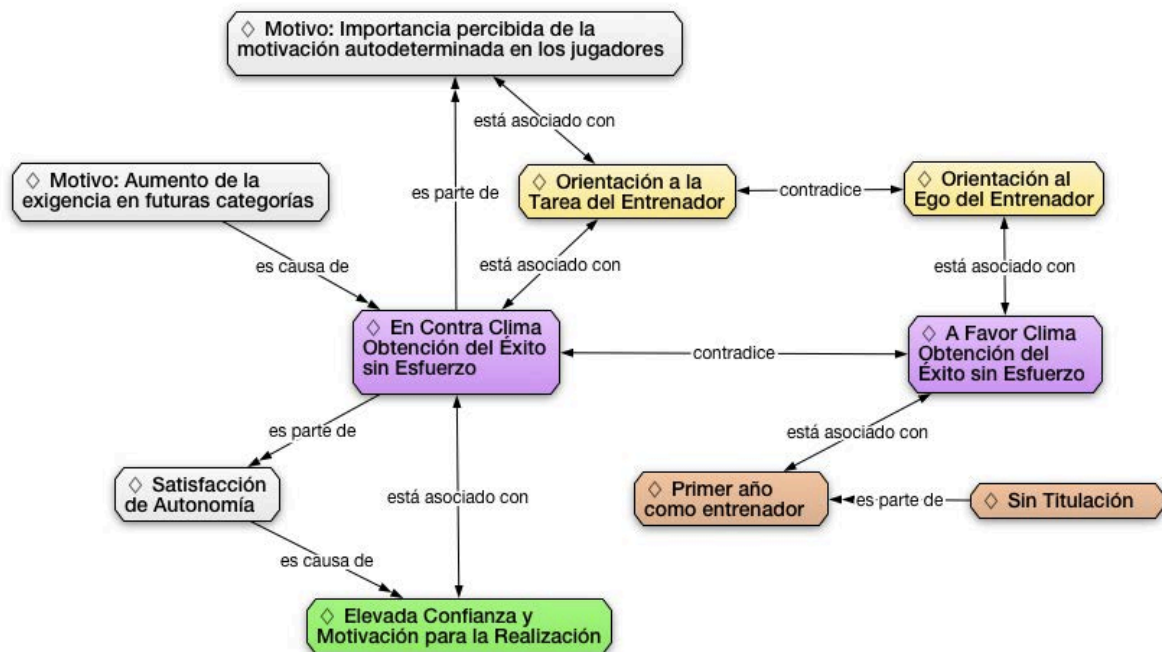 ◇ Motivo: Importancia percibida de la
motivación autodeterminada en los jugadores
está asociado con
◇ Motivo: Aumento de la
exigencia en futuras categorías
es parte de
◇ Orientación a la
Tarea del Entrenador
contradice
◇ Orientación al
Ego del Entrenador
es causa de
está asociado con
está asociado con
◇ En Contra Clima
Obtención del Éxito
sin Esfuerzo
contradice
◇ A Favor Clima
Obtención del
Éxito sin Esfuerzo
es parte de
está asociado con
◇ Satisfacción
de Autonomía
está asociado con
◇ Primer año
como entrenador
es parte de
◇ Sin Titulación
es causa de
◇ Elevada Confianza y
Motivación para la Realización